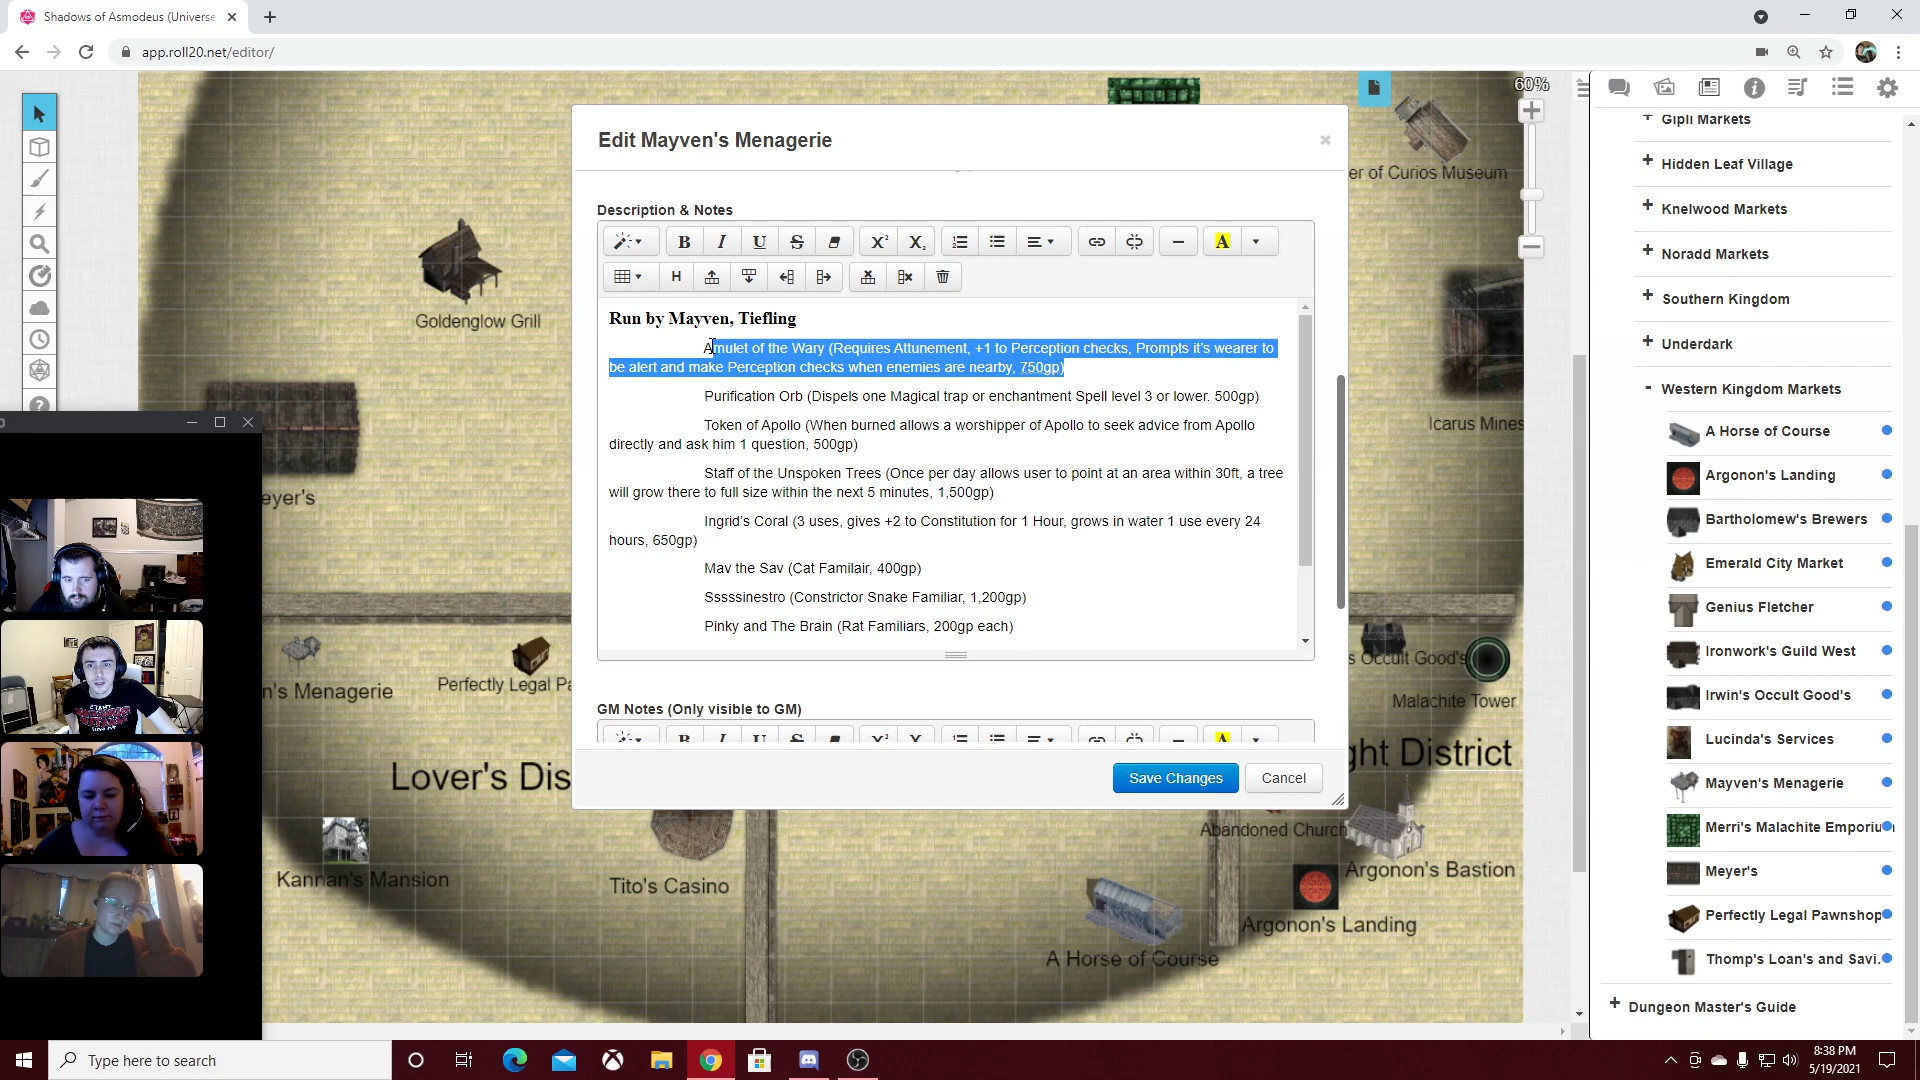 Shadows of Asmodeus (Universe
app.roll20.net/editor/
60%
Edit Mayven's Menagerie
Description & Notes
Run by Mayven, Tiefling
Amulet of the Wary (Requires Attunement, +1 to Perception checks, Prompts it's wearer to
be alert and make Perception checks when enemies are nearby, 750gp)
Purification Orb (Dispels one Magical trap or enchantment Spell level 3 or lower. 500gp)
Token of Apollo (When burned allows a worshipper of Apollo to seek advice from Apollo
directly and ask him 1 question, 500gp)
Staff of the Unspoken Trees (Once per day allows user to point at an area within 30ft, a tree
will grow there to full size within the next 5 minutes, 1,500gp)
Ingrid's Coral (3 uses, gives +2 to Constitution for 1 Hour, grows in water 1 use every 24
hours, 650gp)
Mav the Sav (Cat Familair, 400gp)
Sssssinestro (Constrictor Snake Familiar, 1,200gp)
Pinky and The Brain (Rat Familiars, 200gp each)
GM Notes (Only visible to GM)
Save Changes
Cancel
Goldenglow Grill
eyer's
n's Menagerie
Perfectly Legal Pa
Lover's Dis
Kannan's Mansion
Tito's Casino
er of Curios Museum
Icarus Mines
s Occult Good's
Malachite Tower
ght District
Abandoned Church
Argonon's Bastion
Argonon's Landing
A Horse of Course
Gipli Markets
Hidden Leaf Village
Knelwood Markets
Noradd Markets
Southern Kingdom
Underdark
Western Kingdom Markets
A Horse of Course
Argonon's Landing
Bartholomew's Brewers
Emerald City Market
Genius Fletcher
Ironwork's Guild West
Irwin's Occult Good's
Lucinda's Services
Mayven's Menagerie
Merri's Malachite Emporiu
Meyer's
Perfectly Legal Pawnshop
Thomp's Loan's and Savi.
Dungeon Master's Guide
Type here to search
8:38 PM
5/19/2021